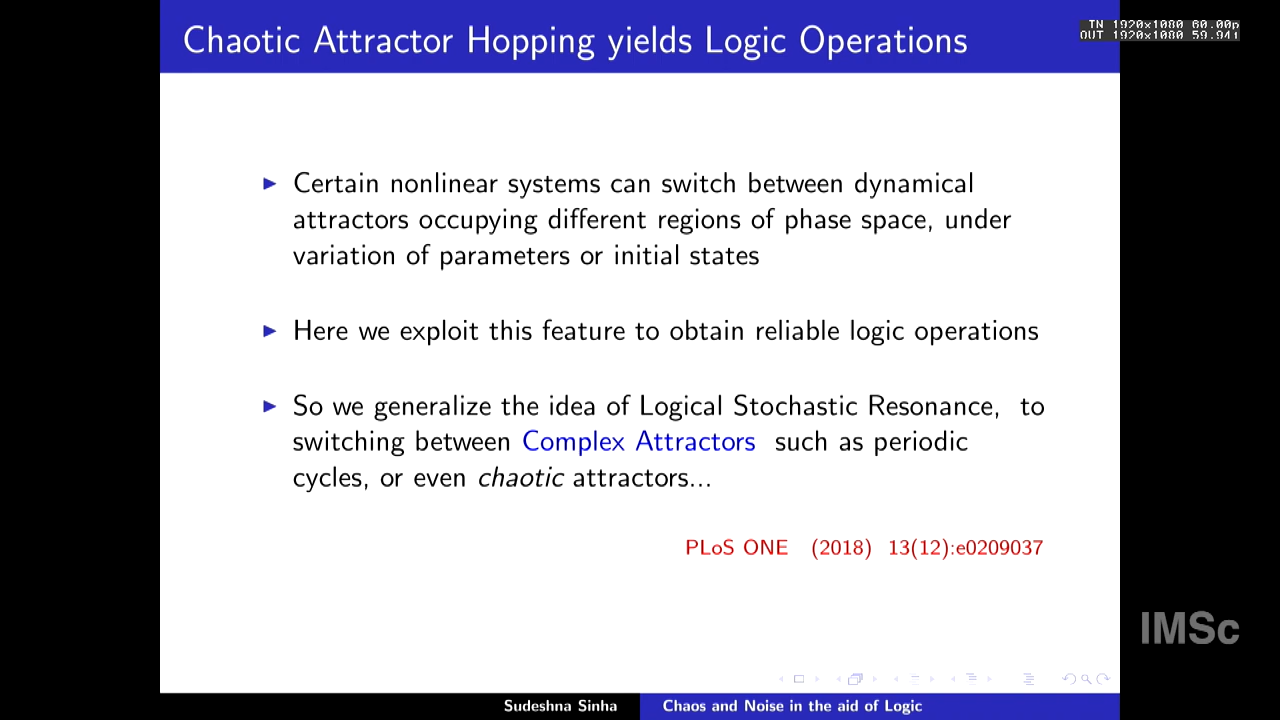 Chaotic Attractor Hopping yields Logic Operations
IN 1920x1080 60.00p
OUT 1920x1080 59.94i
Certain nonlinear systems can switch between dynamical
attractors occupying different regions of phase space, under
variation of parameters or initial states
Here we exploit this feature to obtain reliable logic operations
So we generalize the idea of Logical Stochastic Resonance, to
switching between Complex Attractors such as periodic
cycles, or even chaotic attractors...
PLoS ONE (2018) 13(12):e0209037
IMSc
Sudeshna Sinha
Chaos and Noise in the aid of Logic